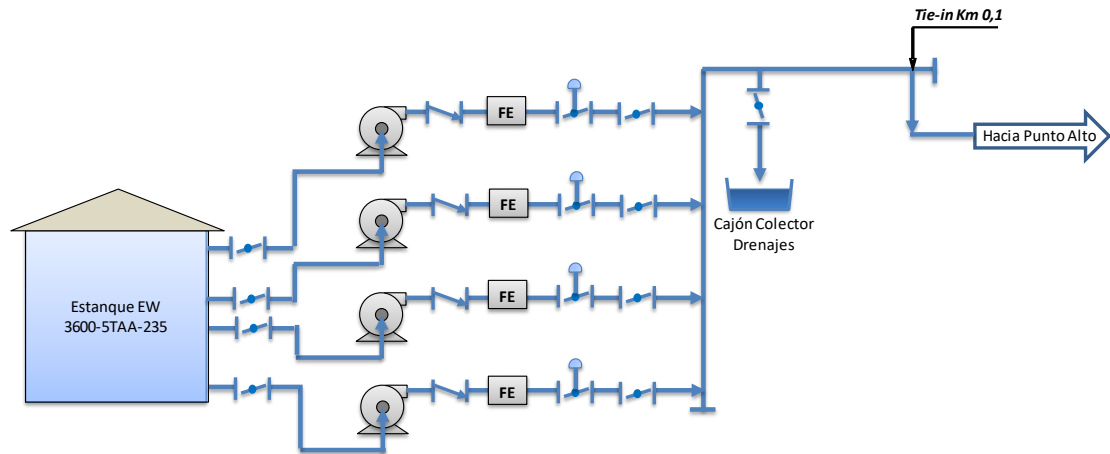 Tie-in Km 0,1
FE
Hacia Punto Alto
FE
Cajón Colector
Drenajes
Estanque EW
3600-5TAA-235
FE
FE